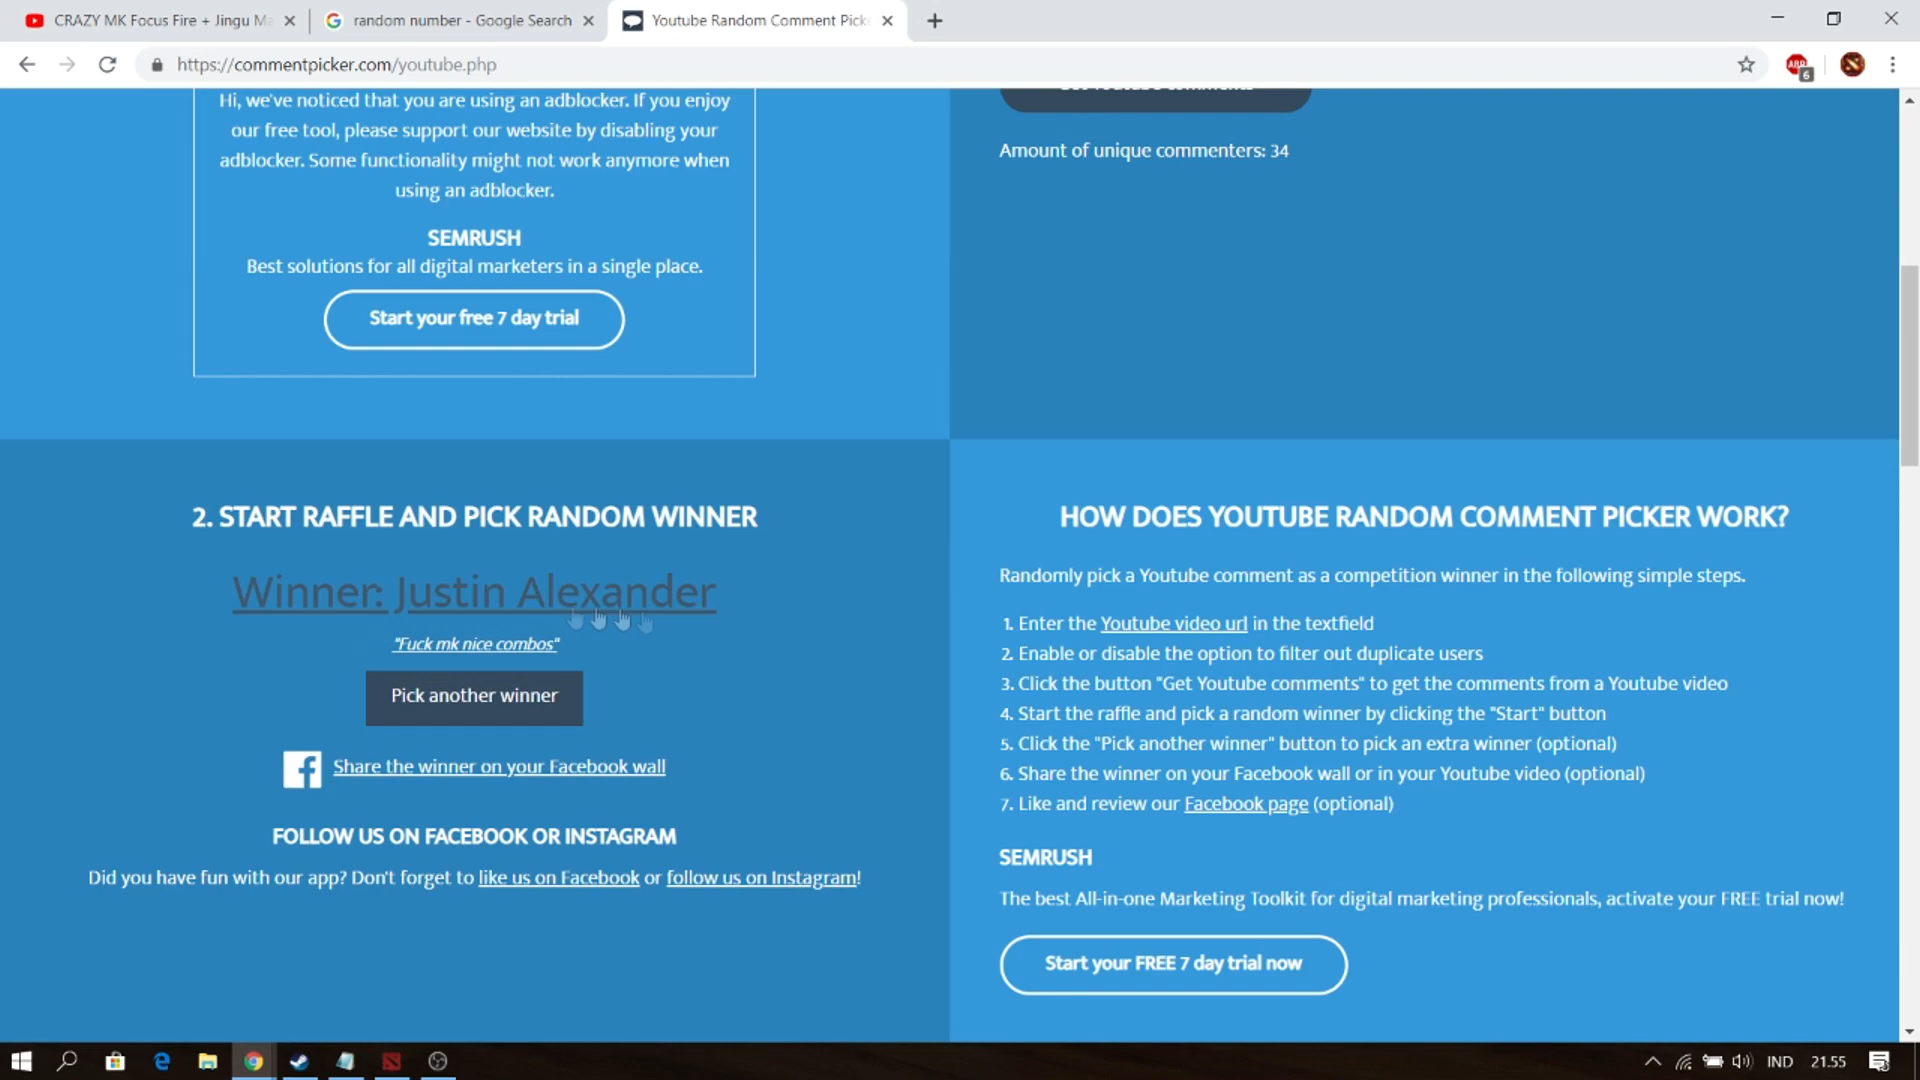 CRAZY MK Focus Fire + Jingu Ma
random number - Google Search
Youtube Random Comment Picke
https://commentpicker.com/youtube.php
ABP
6
Hi, we've noticed that you are using an adblocker. If you enjoy
our free tool, please support our website by disabling your
adblocker. Some functionality might not work anymore when
using an adblocker.
SEMRUSH
Best solutions for all digital marketers in a single place.
Start your free 7 day trial
Amount of unique commenters: 34
2. START RAFFLE AND PICK RANDOM WINNER
Winner: Justin Alexander
"Fuck mk nice combos"
Pick another winner
Share the winner on your Facebook wall
FOLLOW US ON FACEBOOK OR INSTAGRAM
Did you have fun with our app? Don't forget to like us on Facebook or follow us on Instagram!
HOW DOES YOUTUBE RANDOM COMMENT PICKER WORK?
Randomly pick a Youtube comment as a competition winner in the following simple steps.
1. Enter the Youtube video url in the textfield
2. Enable or disable the option to filter out duplicate users
3. Click the button "Get Youtube comments" to get the comments from a Youtube video
4. Start the raffle and pick a random winner by clicking the "Start" button
5. Click the "Pick another winner" button to pick an extra winner (optional)
6. Share the winner on your Facebook wall or in your Youtube video (optional)
7. Like and review our Facebook page (optional)
SEMRUSH
The best All-in-one Marketing Toolkit for digital marketing professionals, activate your FREE trial now!
Start your FREE 7 day trial now
IND
21.55